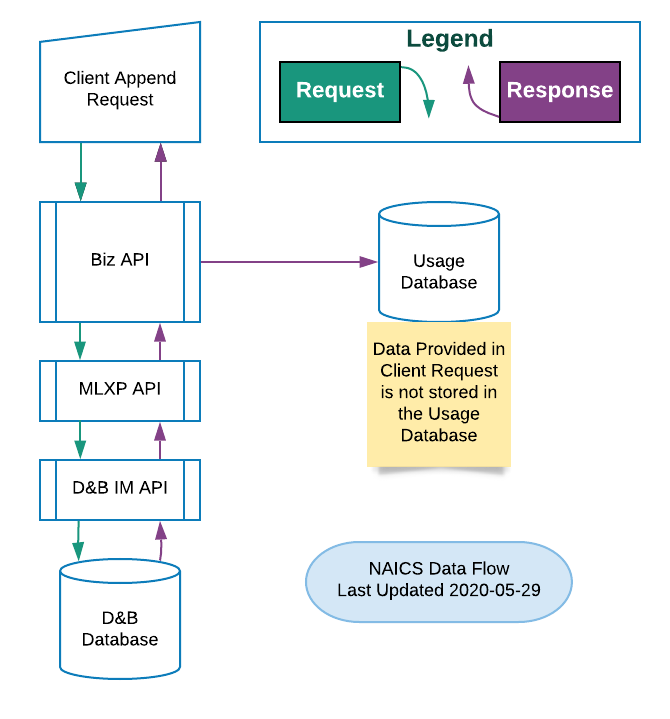 Client Append
Request
Legend
Request
Response
Biz API
Usage
Database
Data Provided in
Client Request
is not stored in
the Usage
Database
MLXP API
D&B IM API
D&B
Database
NAICS Data Flow
Last Updated 2020-05-29